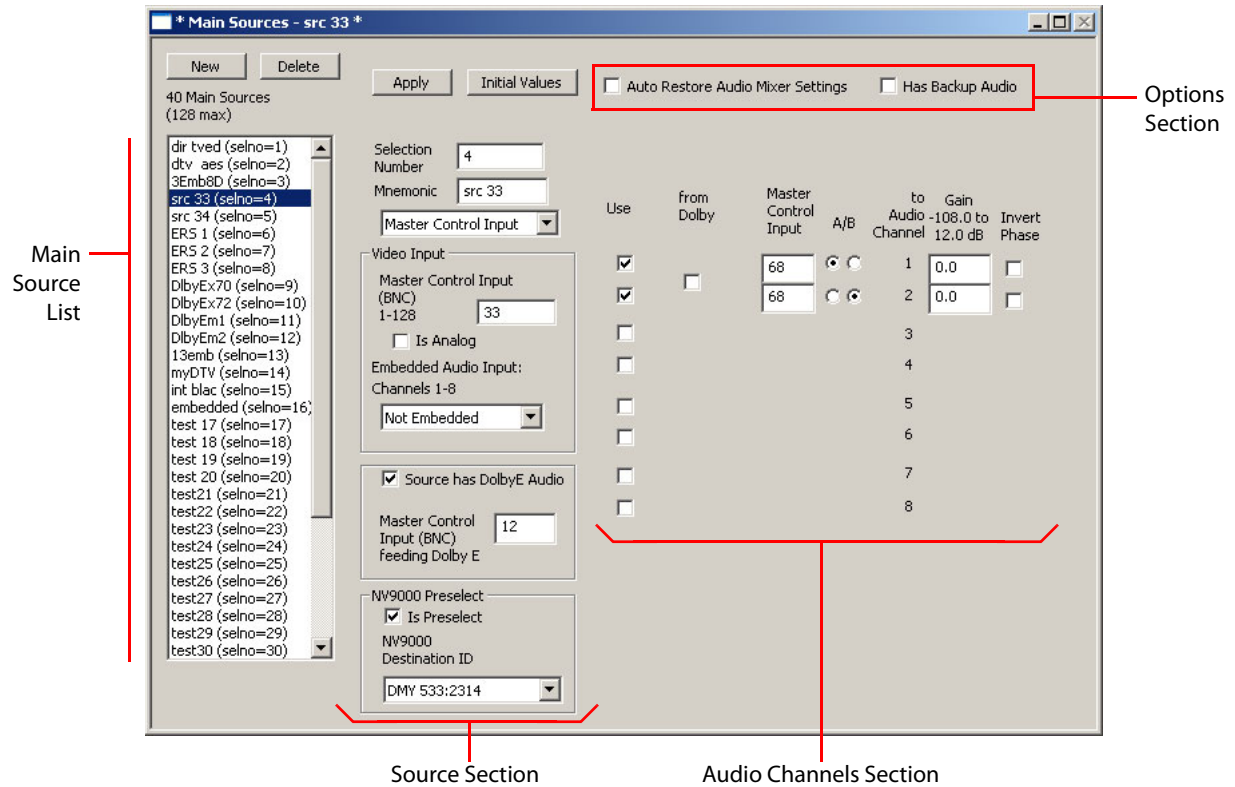 * Main Sources - src 33 *
New
Delete
40 Main Sources
(128 max)
Apply
Initial Values
Auto Restore Audio Mixer Settings
Has Backup Audio
Options
Section
Main
Source
List
dir tved (selno=1)
dtv aes (selno=2)
3Emb8D (selno=3)
src 33 (selno=4)
src 34 (selno=5)
ERS 1 (selno=6)
ERS 2 (selno=7)
ERS 3 (selno=8)
DlbyEx70 (selno=9)
DlbyEx72 (selno=10)
DlbyEm1 (selno=11)
DlbyEm2 (selno=12)
13emb (selno=13)
myDTV (selno=14)
int blac (selno=15)
embedded (selno=16)
test 17 (selno=17)
test 18 (selno=18)
test 19 (selno=19)
test 20 (selno=20)
test21 (selno=21)
test22 (selno=22)
test23 (selno=23)
test24 (selno=24)
test25 (selno=25)
test26 (selno=26)
test27 (selno=27)
test28 (selno=28)
test29 (selno=29)
test30 (selno=30)
Selection
Number
4
Mnemonic
src 33
Master Control Input
Video Input
Master Control Input
(BNC)
1-128
33
Is Analog
Embedded Audio Input:
Channels 1-8
Not Embedded
Source has DolbyE Audio
Master Control
Input (BNC)
feeding Dolby E
12
NV9000 Preselect
Is Preselect
NV9000
Destination ID
DMY 533:2314
Use
from
Dolby
Master
Control
Input
A/B
to
Audio
Channel
Gain
-108.0 to
12.0 dB
Invert
Phase
68 1 0.0
68 2 0.0
3
4
5
6
7
8
Source Section
Audio Channels Section